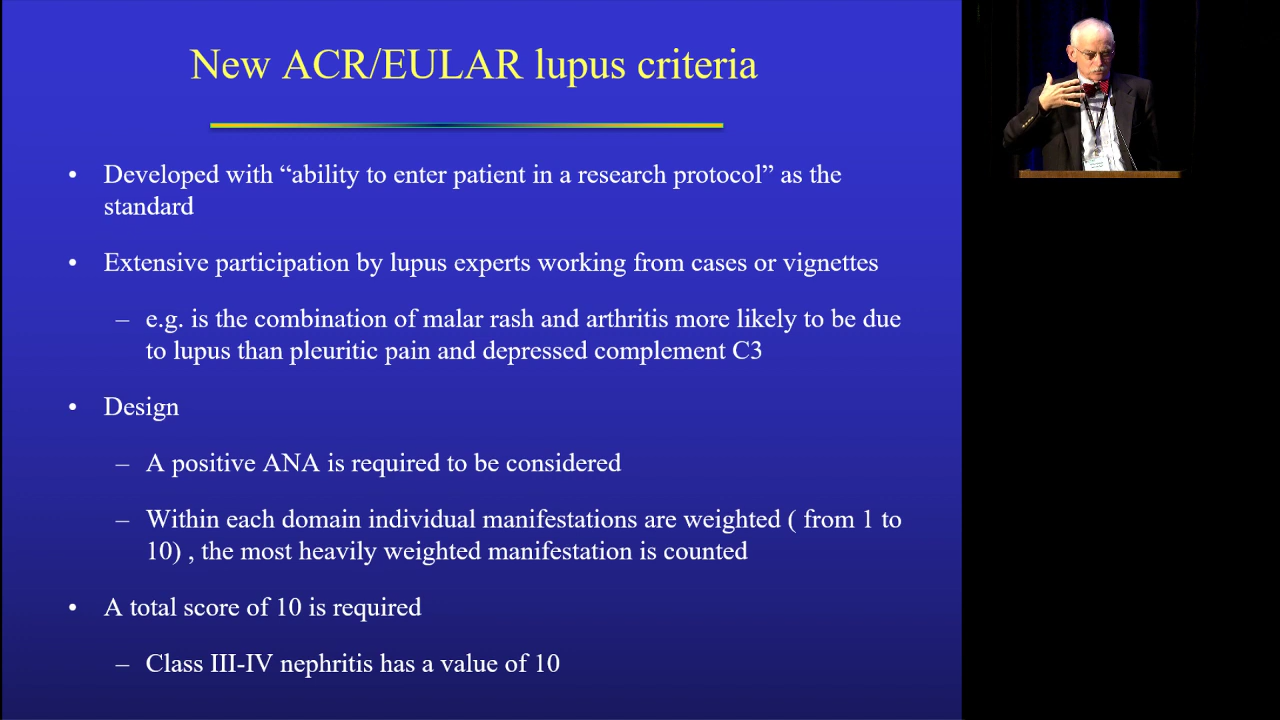 New ACR/EULAR lupus criteria
• Developed with “ability to enter patient in a research protocol” as the
standard
• Extensive participation by lupus experts working from cases or vignettes
– e.g. is the combination of malar rash and arthritis more likely to be due
to lupus than pleuritic pain and depressed complement C3
• Design
– A positive ANA is required to be considered
– Within each domain individual manifestations are weighted ( from 1 to
10) , the most heavily weighted manifestation is counted
• A total score of 10 is required
– Class III-IV nephritis has a value of 10